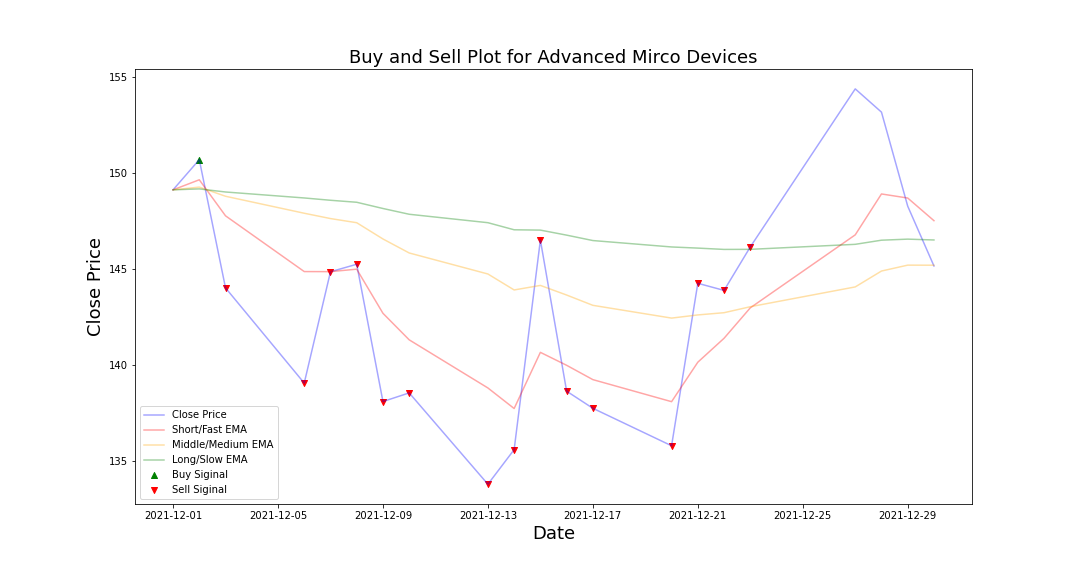 Buy and Sell Plot for Advanced Mirco Devices
155
150
145
140
135
Close Price
Close Price
Short/Fast EMA
Middle/Medium EMA
Long/Slow EMA
Buy Siginal
Sell Siginal
2021-12-01 2021-12-05 2021-12-09 2021-12-13 2021-12-17 2021-12-21 2021-12-25 2021-12-29
Date